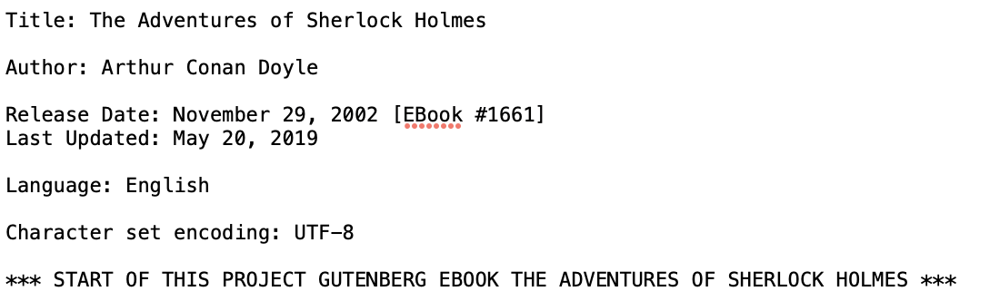 Title: The Adventures of Sherlock Holmes
Author: Arthur Conan Doyle
Release Date: November 29, 2002 [EBook #1661]
Last Updated: May 20, 2019
Language: English
Character set encoding: UTF-8
*** START OF THIS PROJECT GUTENBERG EBOOK THE ADVENTURES OF SHERLOCK HOLMES ***